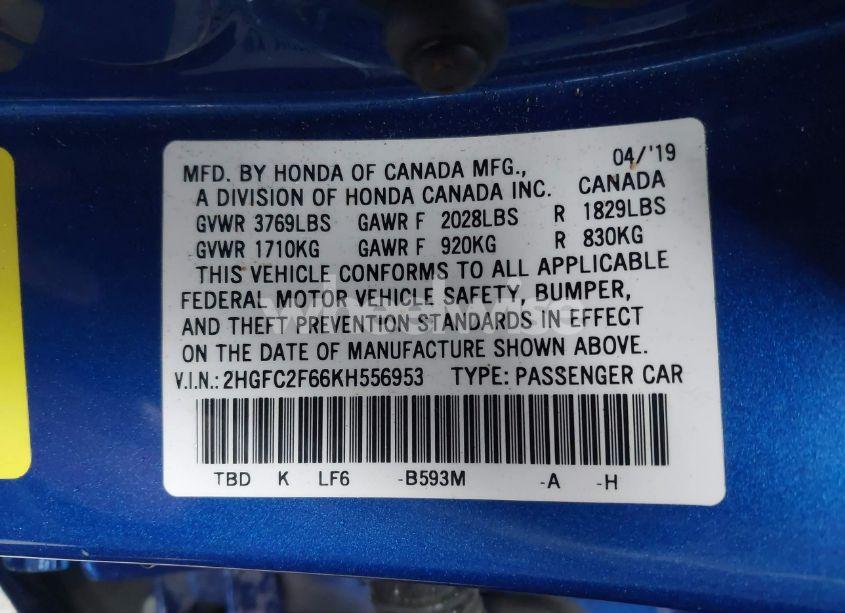 MFD. BY HONDA OF CANADA MFG., 04/'19
A DIVISION OF HONDA CANADA INC. CANADA
GVWR 3769LBS GAWR F 2028LBS R 1829LBS
GVWR 1710KG GAWR F 920KG R 830KG
THIS VEHICLE CONFORMS TO ALL APPLICABLE
FEDERAL MOTOR VEHICLE SAFETY, BUMPER,
AND THEFT PREVENTION STANDARDS IN EFFECT
ON THE DATE OF MANUFACTURE SHOWN ABOVE.
V.I.N.: 2HGFC2F66KH556953 TYPE: PASSENGER CAR
TBD K LF6 -B593M -A -H